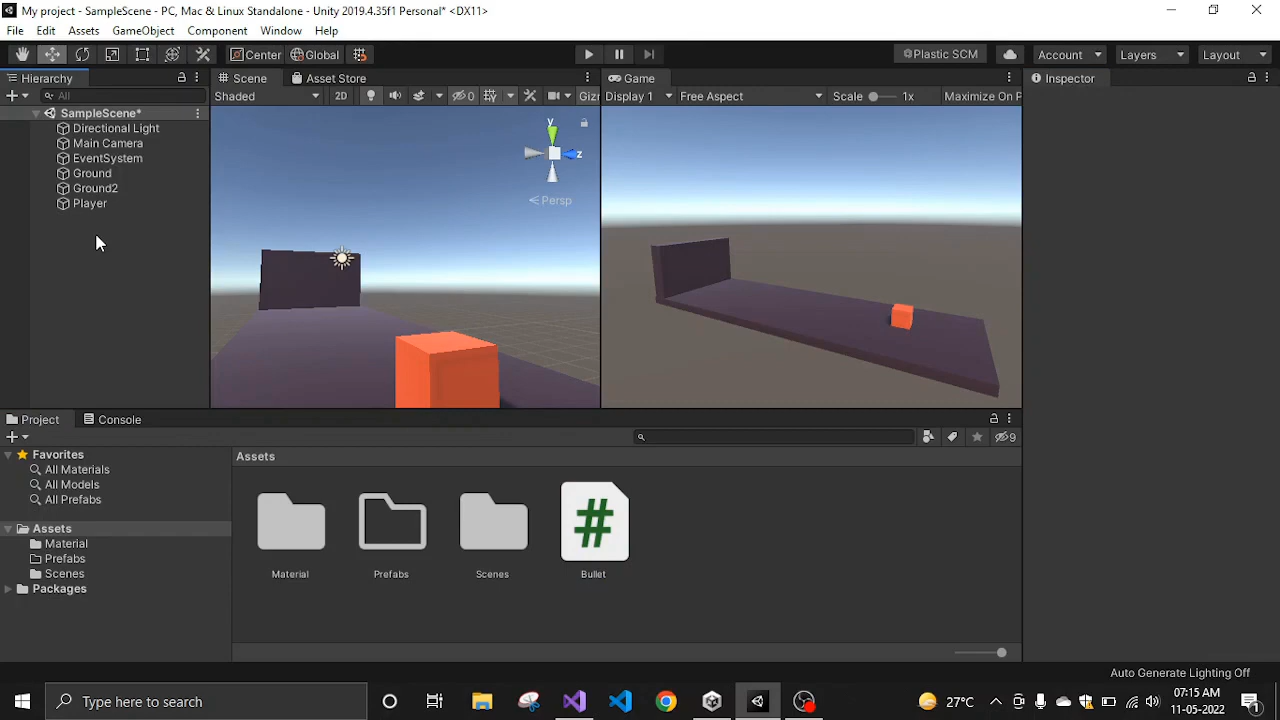 My project - SampleScene - PC, Mac & Linux Standalone - Unity 2019.4.35f1 Personal* <DX11>
File Edit Assets GameObject Component Window Help
Center Global Plastic SCM Account Layers Layout
Hierarchy Scene Asset Store Game Inspector
All Shaded 2D 0 Giz Display 1 Free Aspect Scale 1x Maximize On P
SampleScene*
Directional Light
Main Camera
EventSystem
Ground
Ground2
Player
y
z
Persp
Project Console
9
Favorites
All Materials
All Models
All Prefabs
Assets
Material
Prefabs
Scenes
Packages
Assets
#
Material Prefabs Scenes Bullet
Auto Generate Lighting Off
Type here to search
27°C
07:15 AM
11-05-2022
1